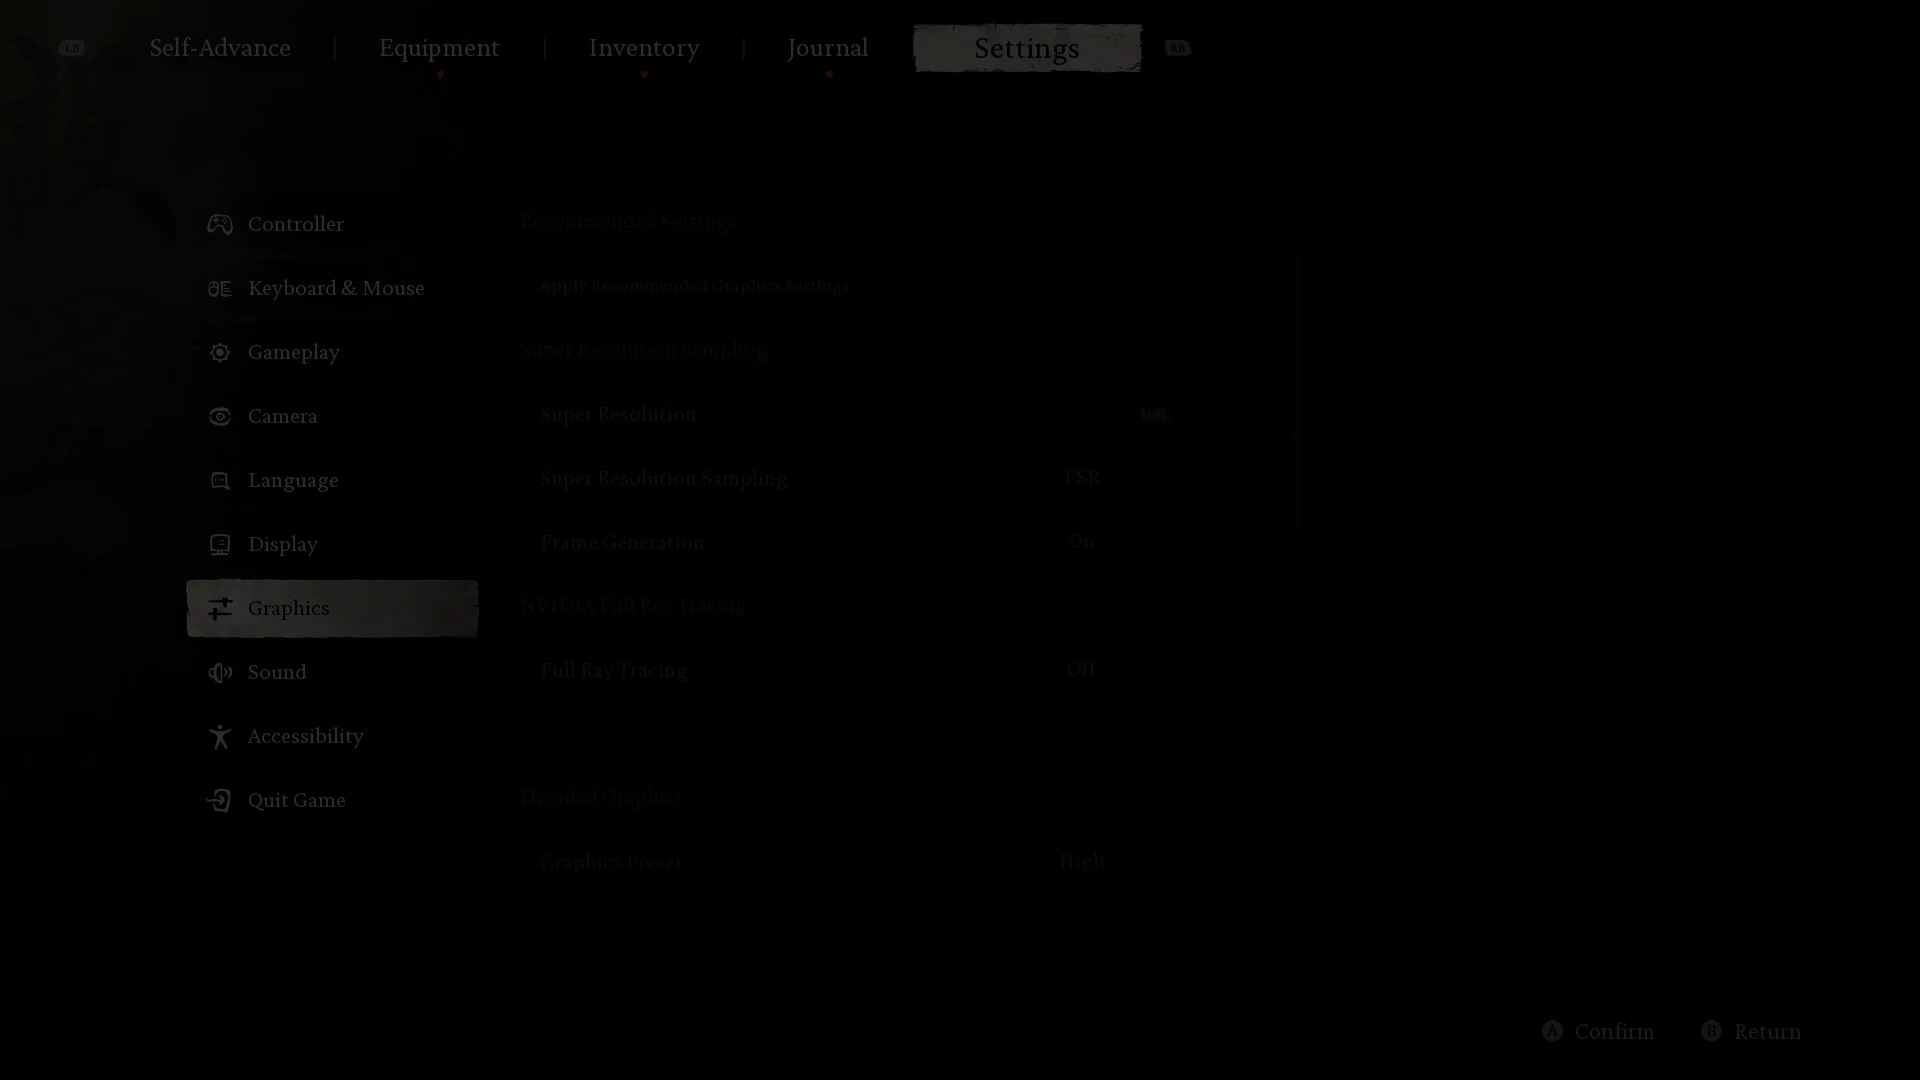 LB Self-Advance | Equipment | Inventory | Journal Settings RB
Controller
Keyboard & Mouse
Gameplay
Camera
Language
Display
Graphics
Sound
Accessibility
Quit Game
Recommended Settings
Apply Recommended Graphics Settings
Super Resolution Sampling
Super Resolution 100
Super Resolution Sampling FSR
Frame Generation On
NVIDIA Full Ray Tracing
Full Ray Tracing Off
Detailed Graphics
Graphics Preset High
A Confirm B Return